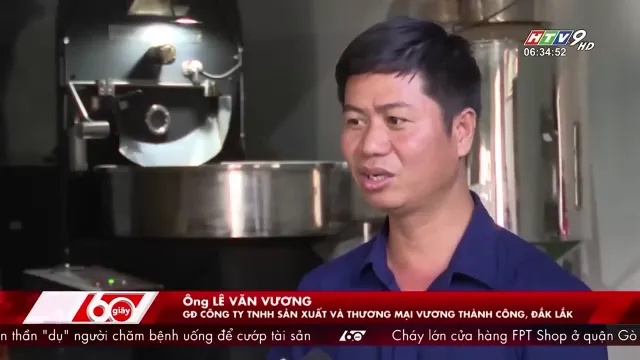 HTV9 HD
06:34:52
Ông LÊ VĂN VƯƠNG
60 giây
GĐ CÔNG TY TNHH SẢN XUẤT VÀ THƯƠNG MẠI VƯƠNG THÀNH CÔNG, ĐẮK LẮK
n thần "dụ" người chăm bệnh uống để cướp tài sản 60 giây Cháy lớn cửa hàng FPT Shop ở quận Gò